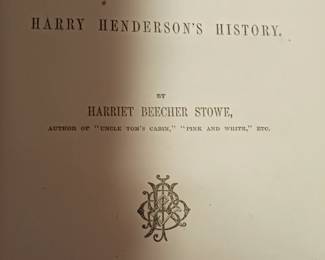 HARRY HENDERSON'S HISTORY.
BY
HARRIET BEECHER STOWE,
AUTHOR OF "UNCLE TOM'S CABIN," "PINK AND WHITE," ETC.